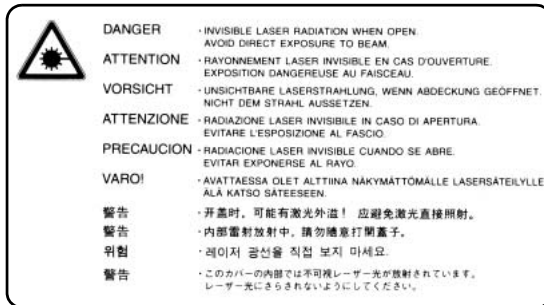 DANGER · INVISIBLE LASER RADIATION WHEN OPEN.
AVOID DIRECT EXPOSURE TO BEAM.
ATTENTION · RAYONNEMENT LASER INVISIBLE EN CAS D'OUVERTURE.
EXPOSITION DANGEREUSE AU FAISCEAU.
VORSICHT · UNSICHTBARE LASERSTRAHLUNG, WENN ABDECKUNG GEÖFFNET.
NICHT DEM STRAHL AUSSETZEN.
ATTENZIONE · RADIAZIONE LASER INVISIBILE IN CASO DI APERTURA.
EVITARE L'ESPOSIZIONE AL FASCIO.
PRECAUCION · RADIACIONE LASER INVISIBLE CUANDO SE ABRE.
EVITAR EXPONERSE AL RAYO.
VARO! · AVATTAESSA OLET ALTTIINA NÄKYMÄTTÖMÄLLE LASERSÄTEILYLLE
ÄLÄ KATSO SÄTEESEEN.
警告 · 开盖时，可能有激光外溢！ 应避免激光直接照射。
警告 · 内部雷射放射中，請勿隨意打開蓋子。
위험 · 레이저 광선을 직접 보지 마세요.
警告 · このカバーの内部では不可視レーザー光が放射されています。
レーザー光にさらされないようにしてください。